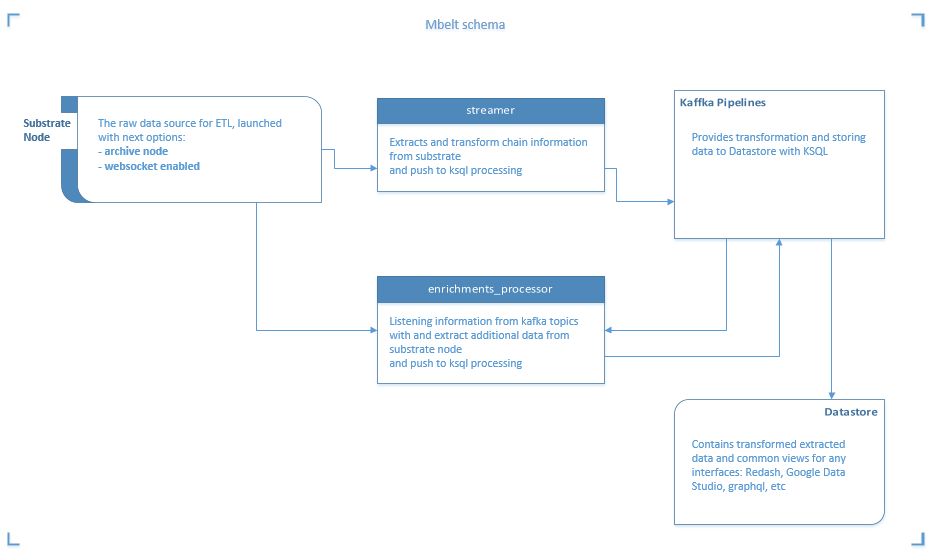 Mbelt schema
Substrate
Node
The raw data source for ETL, launched
with next options:
- archive node
- websocket enabled
streamer
Extracts and transform chain information
from substrate
and push to ksql processing
Kaffka Pipelines
Provides transformation and storing
data to Datastore with KSQL
enrichments_processor
Listening information from kafka topics
with and extract additional data from
substrate node
and push to ksql processing
Datastore
Contains transformed extracted
data and common views for any
interfaces: Redash, Google Data
Studio, graphql, etc